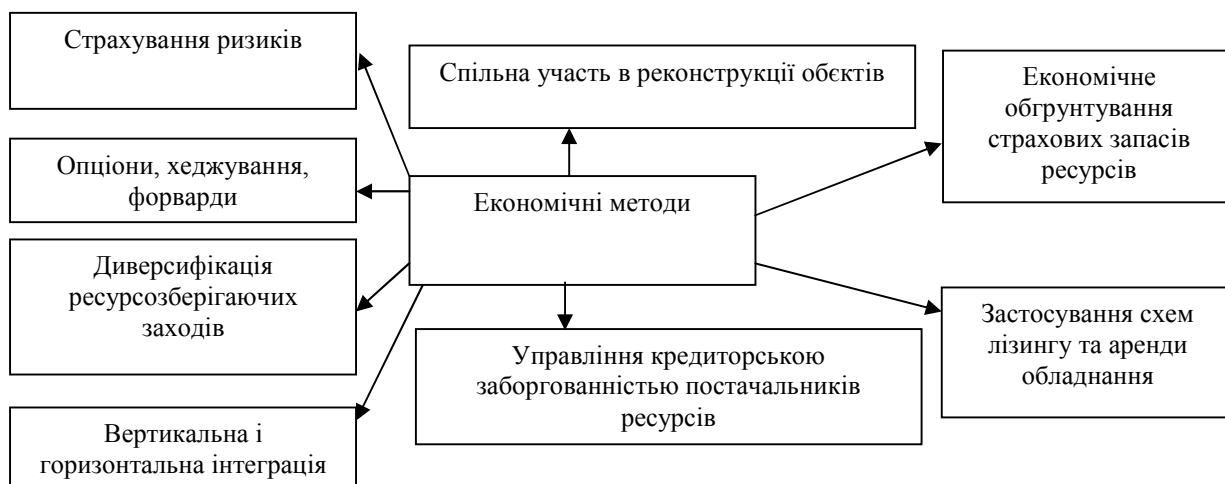 Страхування ризиків
Опціони, хеджування,
форварди
Диверсифікація
ресурсозберігаючих
заходів
Вертикальна і
горизонтальна інтеграція
Спільна участь в реконструкції обєктів
Економічні методи
Управління кредиторською
заборгованністью постачальників
ресурсів
Економічне
обгрунтування
страхових запасів
ресурсів
Застосування схем
лізингу та аренди
обладнання